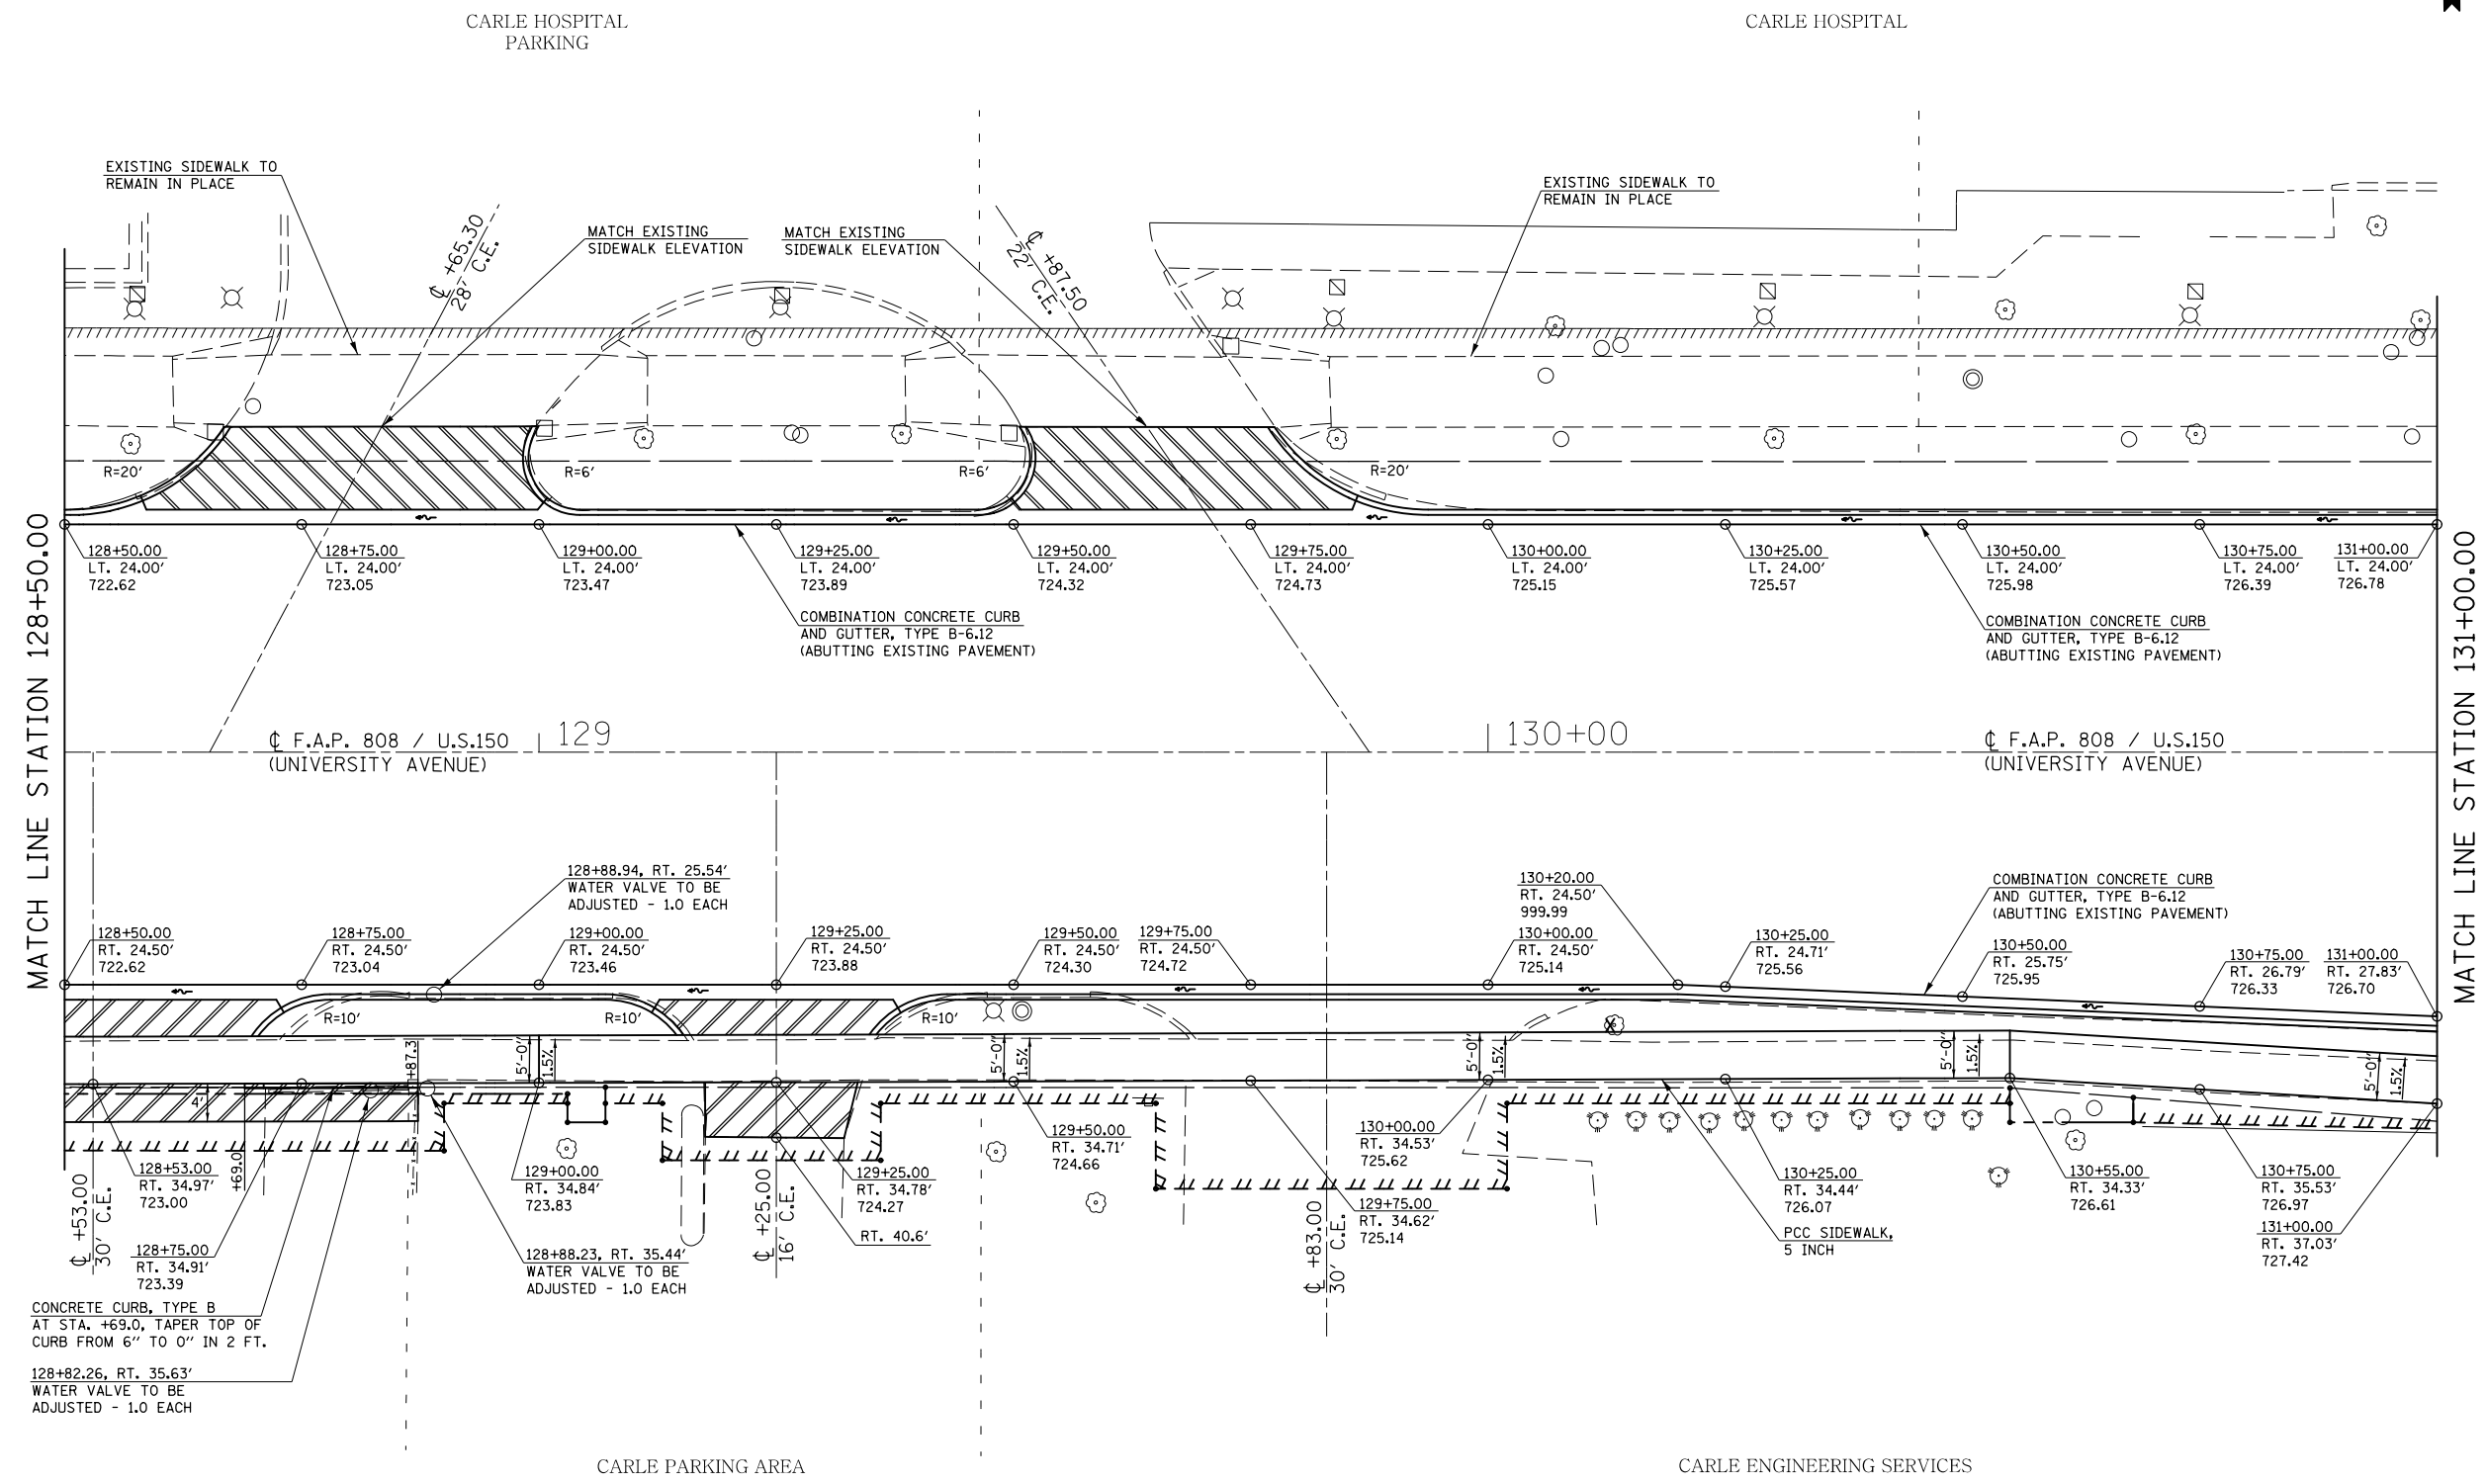 CARLE HOSPITAL
PARKING
CARLE HOSPITAL
EXISTING SIDEWALK TO
REMAIN IN PLACE
℄ +65.30
28' C.E.
MATCH EXISTING
SIDEWALK ELEVATION
MATCH EXISTING
SIDEWALK ELEVATION
℄ +87.50
22' C.E.
EXISTING SIDEWALK TO
REMAIN IN PLACE
R=20'
R=6'
R=6'
R=20'
MATCH LINE STATION 128+50.00
128+50.00
LT. 24.00'
722.62
128+75.00
LT. 24.00'
723.05
129+00.00
LT. 24.00'
723.47
129+25.00
LT. 24.00'
723.89
129+50.00
LT. 24.00'
724.32
129+75.00
LT. 24.00'
724.73
130+00.00
LT. 24.00'
725.15
130+25.00
LT. 24.00'
725.57
130+50.00
LT. 24.00'
725.98
130+75.00
LT. 24.00'
726.39
131+00.00
LT. 24.00'
726.78
MATCH LINE STATION 131+00.00
COMBINATION CONCRETE CURB
AND GUTTER, TYPE B-6.12
(ABUTTING EXISTING PAVEMENT)
COMBINATION CONCRETE CURB
AND GUTTER, TYPE B-6.12
(ABUTTING EXISTING PAVEMENT)
℄ F.A.P. 808 / U.S.150
(UNIVERSITY AVENUE)
129
130+00
℄ F.A.P. 808 / U.S.150
(UNIVERSITY AVENUE)
128+88.94, RT. 25.54'
WATER VALVE TO BE
ADJUSTED - 1.0 EACH
130+20.00
RT. 24.50'
999.99
COMBINATION CONCRETE CURB
AND GUTTER, TYPE B-6.12
(ABUTTING EXISTING PAVEMENT)
128+50.00
RT. 24.50'
722.62
128+75.00
RT. 24.50'
723.04
129+00.00
RT. 24.50'
723.46
129+25.00
RT. 24.50'
723.88
129+50.00
RT. 24.50'
724.30
129+75.00
RT. 24.50'
724.72
130+00.00
RT. 24.50'
725.14
130+25.00
RT. 24.71'
725.56
130+50.00
RT. 25.75'
725.95
130+75.00
RT. 26.79'
726.33
131+00.00
RT. 27.83'
726.70
R=10'
R=10'
R=10'
+87.3
5'-0"
1.5%
5'-0"
1.5%
5'-0"
1.5%
5'-0"
1.5%
5'-0"
1.5%
4'
+69.0
℄ +53.00
30' C.E.
128+53.00
RT. 34.97'
723.00
129+00.00
RT. 34.84'
723.83
℄ +25.00
16' C.E.
129+25.00
RT. 34.78'
724.27
129+50.00
RT. 34.71'
724.66
130+00.00
RT. 34.53'
725.62
130+25.00
RT. 34.44'
726.07
130+55.00
RT. 34.33'
726.61
130+75.00
RT. 35.53'
726.97
℄ +83.00
30' C.E.
129+75.00
RT. 34.62'
725.14
RT. 40.6'
PCC SIDEWALK,
5 INCH
131+00.00
RT. 37.03'
727.42
128+75.00
RT. 34.91'
723.39
128+88.23, RT. 35.44'
WATER VALVE TO BE
ADJUSTED - 1.0 EACH
CONCRETE CURB, TYPE B
AT STA. +69.0, TAPER TOP OF
CURB FROM 6" TO 0" IN 2 FT.
128+82.26, RT. 35.63'
WATER VALVE TO BE
ADJUSTED - 1.0 EACH
CARLE PARKING AREA
CARLE ENGINEERING SERVICES